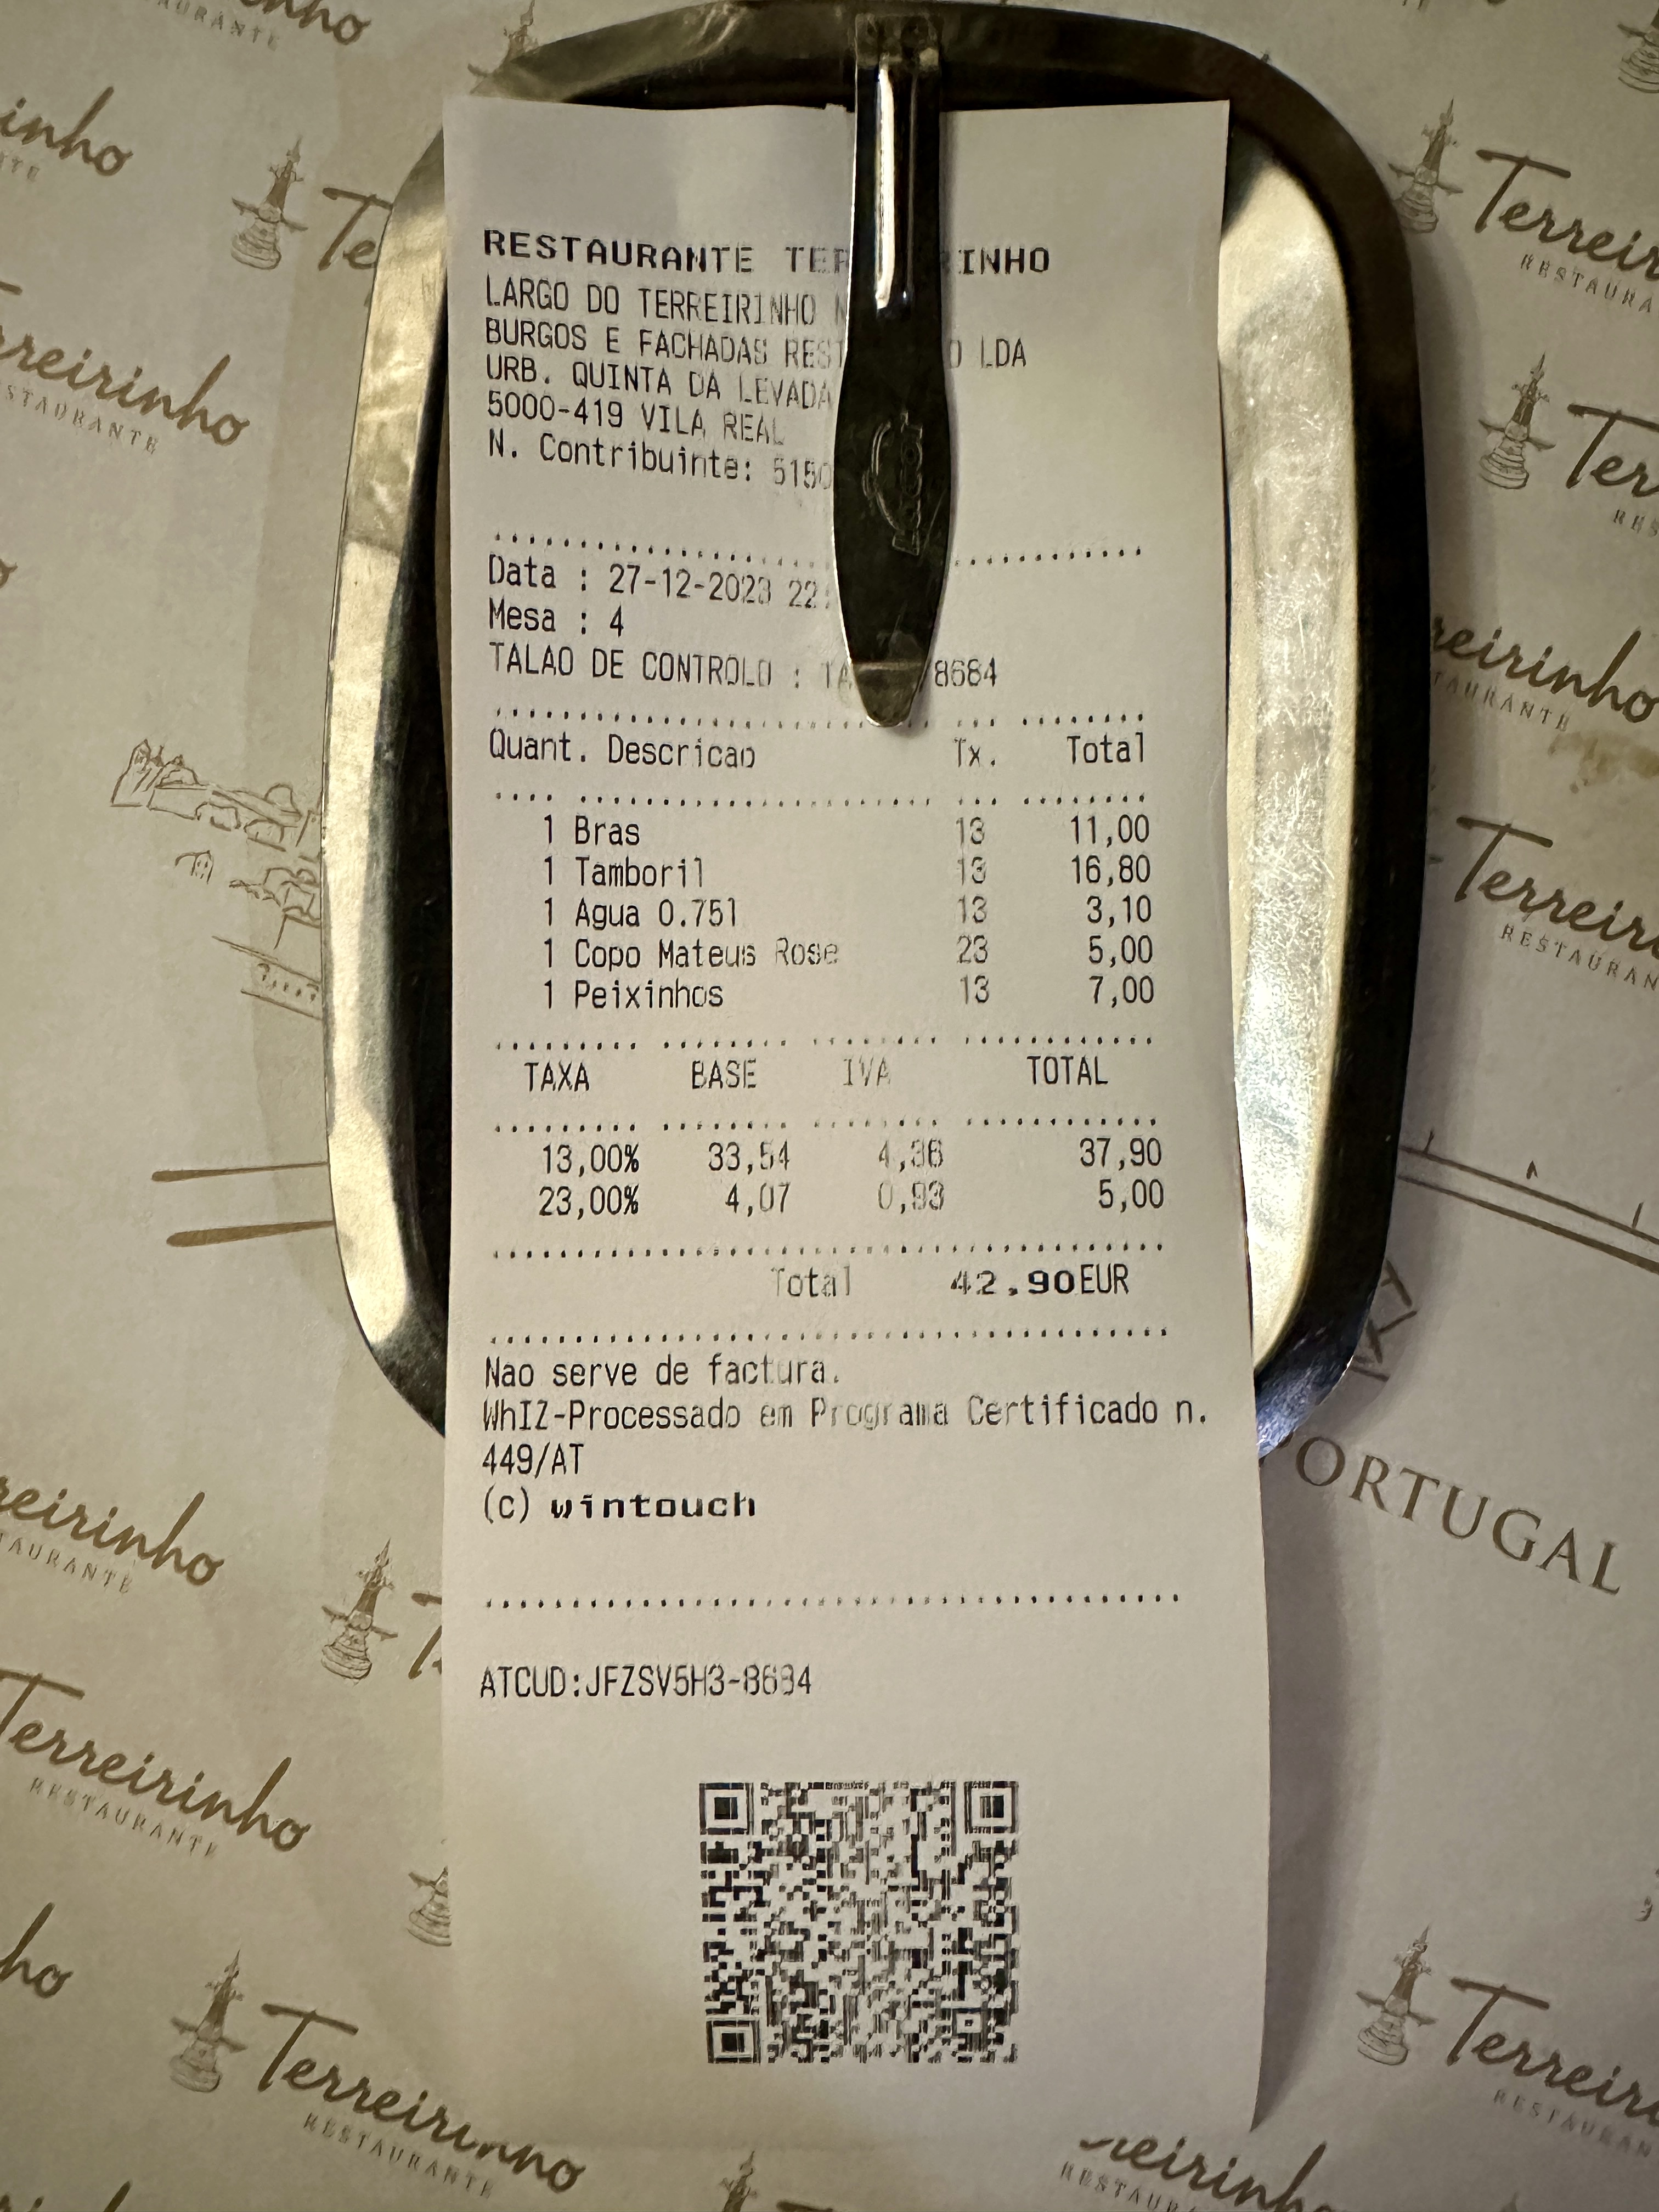 RESTAURANTE
LARGO DO TERREIRINHO
BURGOS E FACHADAS LDA
URB. QUINTA DA LEVADA
5000-419 VILA REAL
N. Contribuinte:
Data : 27-12-2023
Mesa : 4
TALAO DE CONTROLO : 8684
Quant. Descricao Tx. Total
1 Bras 13 11,00
1 Tamboril 13 16,80
1 Agua 0.75l 13 3,10
1 Copo Mateus Rose 23 5,00
1 Peixinhos 13 7,00
TAXA BASE IVA TOTAL
13,00% 33,54 4,36 37,90
23,00% 4,07 0,93 5,00
Total 42.90EUR
Nao serve de factura.
WhIZ-Processado em Programa Certificado n.
449/AT
(c) wintouch
ATCUD:JFZSV5H3-8684
PORTUGAL
Terreirinho
RESTAURANTE